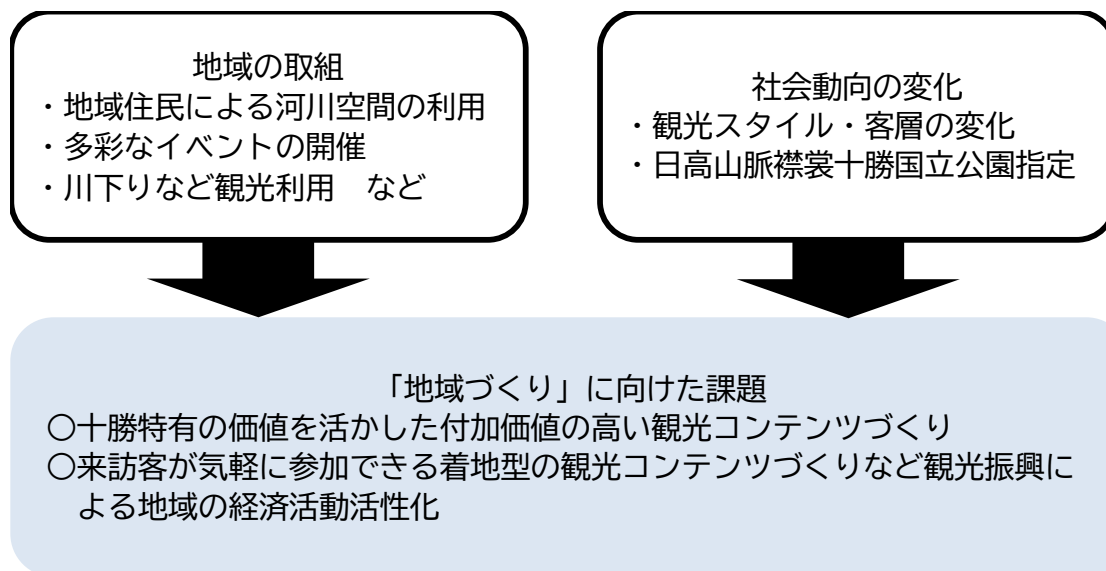 地域の取組
・地域住民による河川空間の利用
・多彩なイベントの開催
・川下りなど観光利用　など
社会動向の変化
・観光スタイル・客層の変化
・日高山脈襟裳十勝国立公園指定
「地域づくり」に向けた課題
○十勝特有の価値を活かした付加価値の高い観光コンテンツづくり
○来訪客が気軽に参加できる着地型の観光コンテンツづくりなど観光振興に
よる地域の経済活動活性化